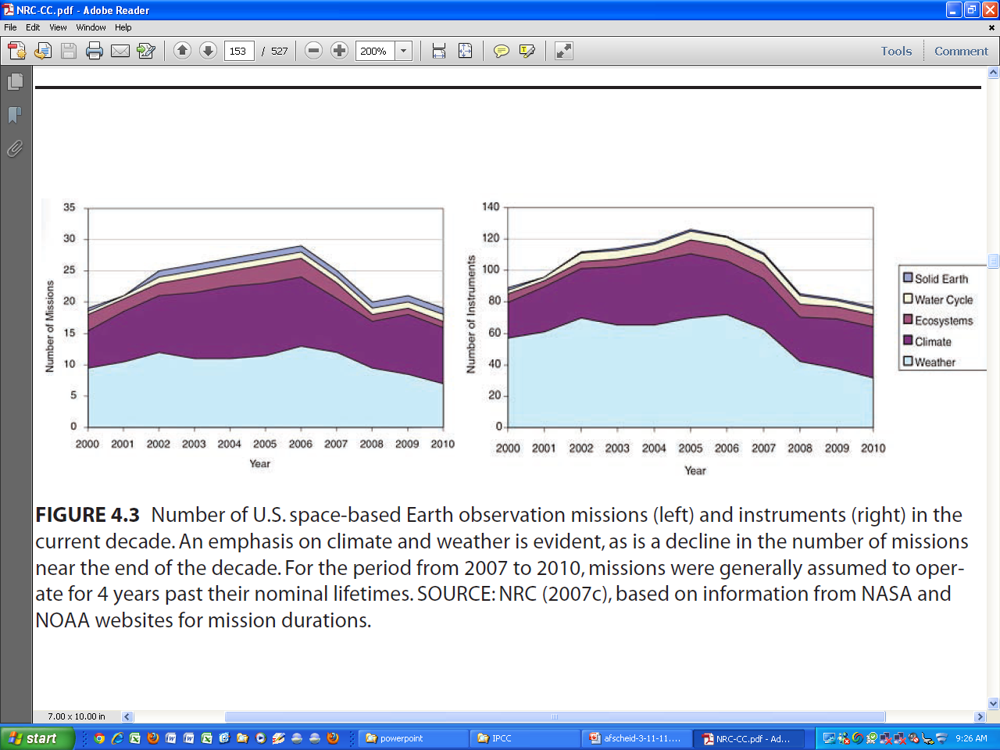 NRC-CC.pdf - Adobe Reader
File Edit View Window Help
153 / 527 200% Tools Comment
35
30
25
20
15
10
5
0
Number of Missions
2000 2001 2002 2003 2004 2005 2006 2007 2008 2009 2010
Year
140
120
100
80
60
40
20
0
Number of Instruments
2000 2001 2002 2003 2004 2005 2006 2007 2008 2009 2010
Year
Solid Earth
Water Cycle
Ecosystems
Climate
Weather
FIGURE 4.3 Number of U.S. space-based Earth observation missions (left) and instruments (right) in the
current decade. An emphasis on climate and weather is evident, as is a decline in the number of missions
near the end of the decade. For the period from 2007 to 2010, missions were generally assumed to oper-
ate for 4 years past their nominal lifetimes. SOURCE: NRC (2007c), based on information from NASA and
NOAA websites for mission durations.
7.00 x 10.00 in
start powerpoint IPCC afscheid-3-11-11.... NRC-CC.pdf - Ad... 9:26 AM